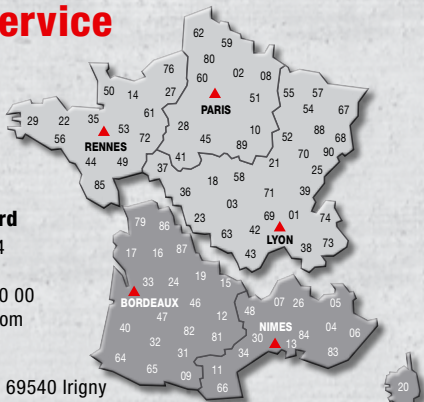 ervice
62 59
80
76 02 08
60
50 14 27 55 57
PARIS 51 54 67
35 61
29 22 53 28 10 52 88 68
56 RENNES 72 45 89 70 90
44 49 41 21 25
37 39
85 36 18 58 71
03
23 69 01 74
rd 79 86 63 42 LYON 73
4 17 16 87 43 38
33 24 19 15
0 00 BORDEAUX 46 48 07 26 05
om 47 12 NIMES 04 06
40 82 81 30 84
32 34 13 83
64 31
65 09 11
69540 Irigny 66 20